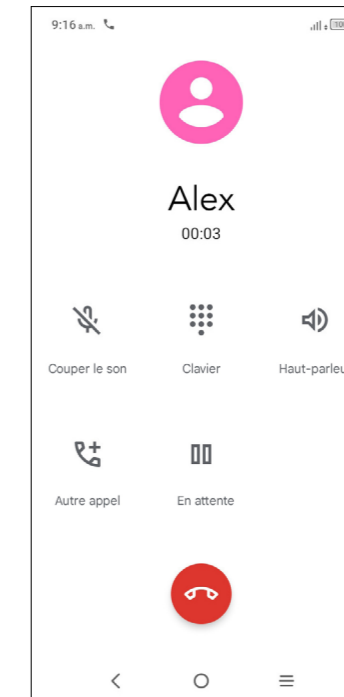 9:16 a.m.
Alex
00:03
Couper le son Clavier Haut-parleu
Autre appel En attente